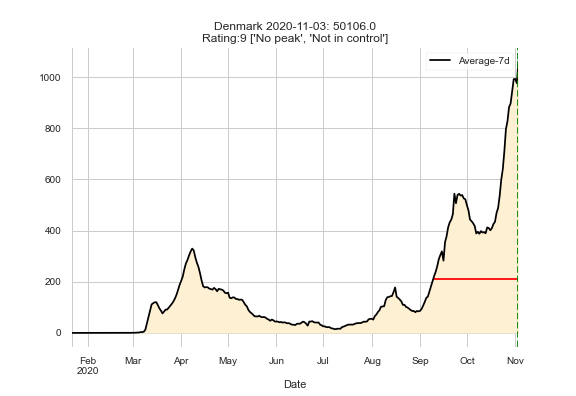 Denmark 2020-11-03: 50106.0
Rating:9 ['No peak', 'Not in control']
Average-7d
1000
800
600
400
200
0
Feb Mar Apr May Jun Jul Aug Sep Oct Nov
2020
Date